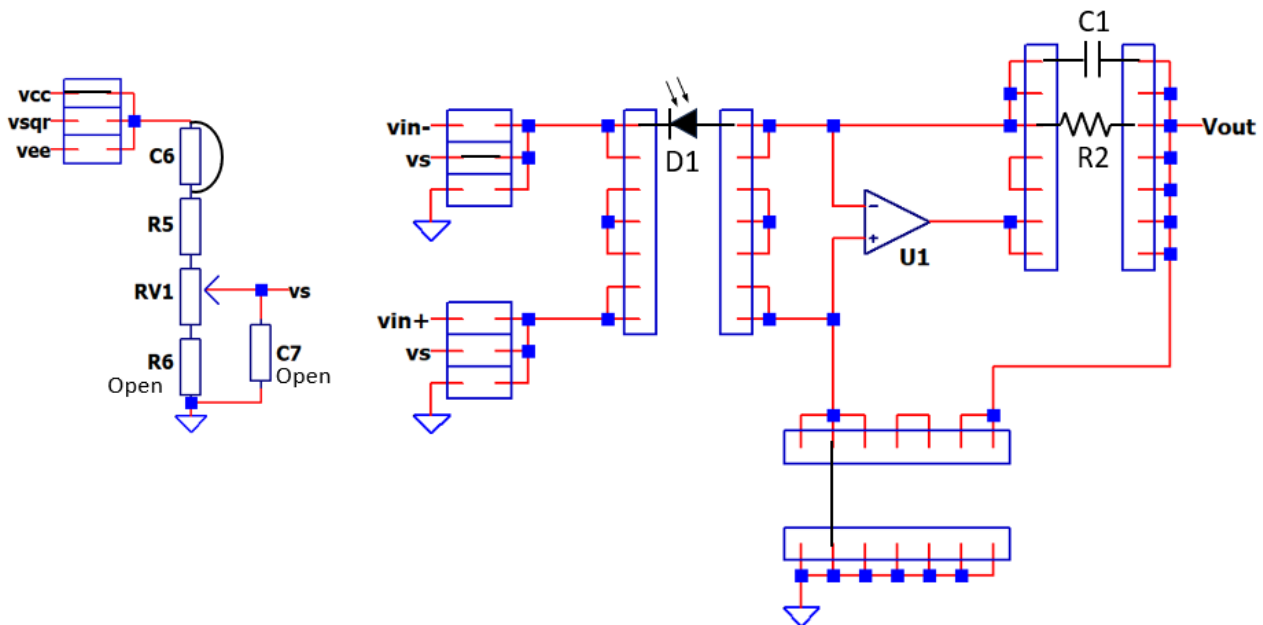 vcc
vsqr
vee
C6
R5
RV1
vs
R6
Open
C7
Open
vin-
vs
D1
vin+
vs
−
+
U1
C1
R2
Vout